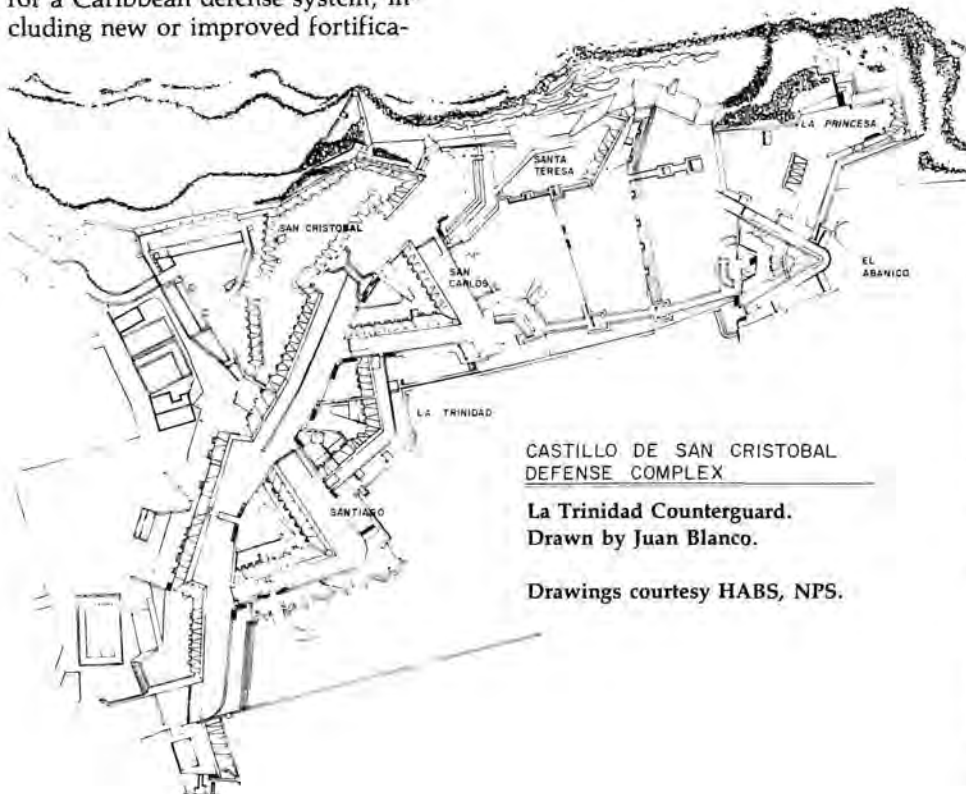 for a Caribbean defense system, in-
cluding new or improved fortifica-
LA PRINCESA
SANTA
TERESA
SAN CRISTOBAL
SAN
CARLOS
EL
ABANICO
LA TRINIDAD
SANTIAGO
CASTILLO DE SAN CRISTOBAL
DEFENSE COMPLEX
La Trinidad Counterguard.
Drawn by Juan Blanco.
Drawings courtesy HABS, NPS.